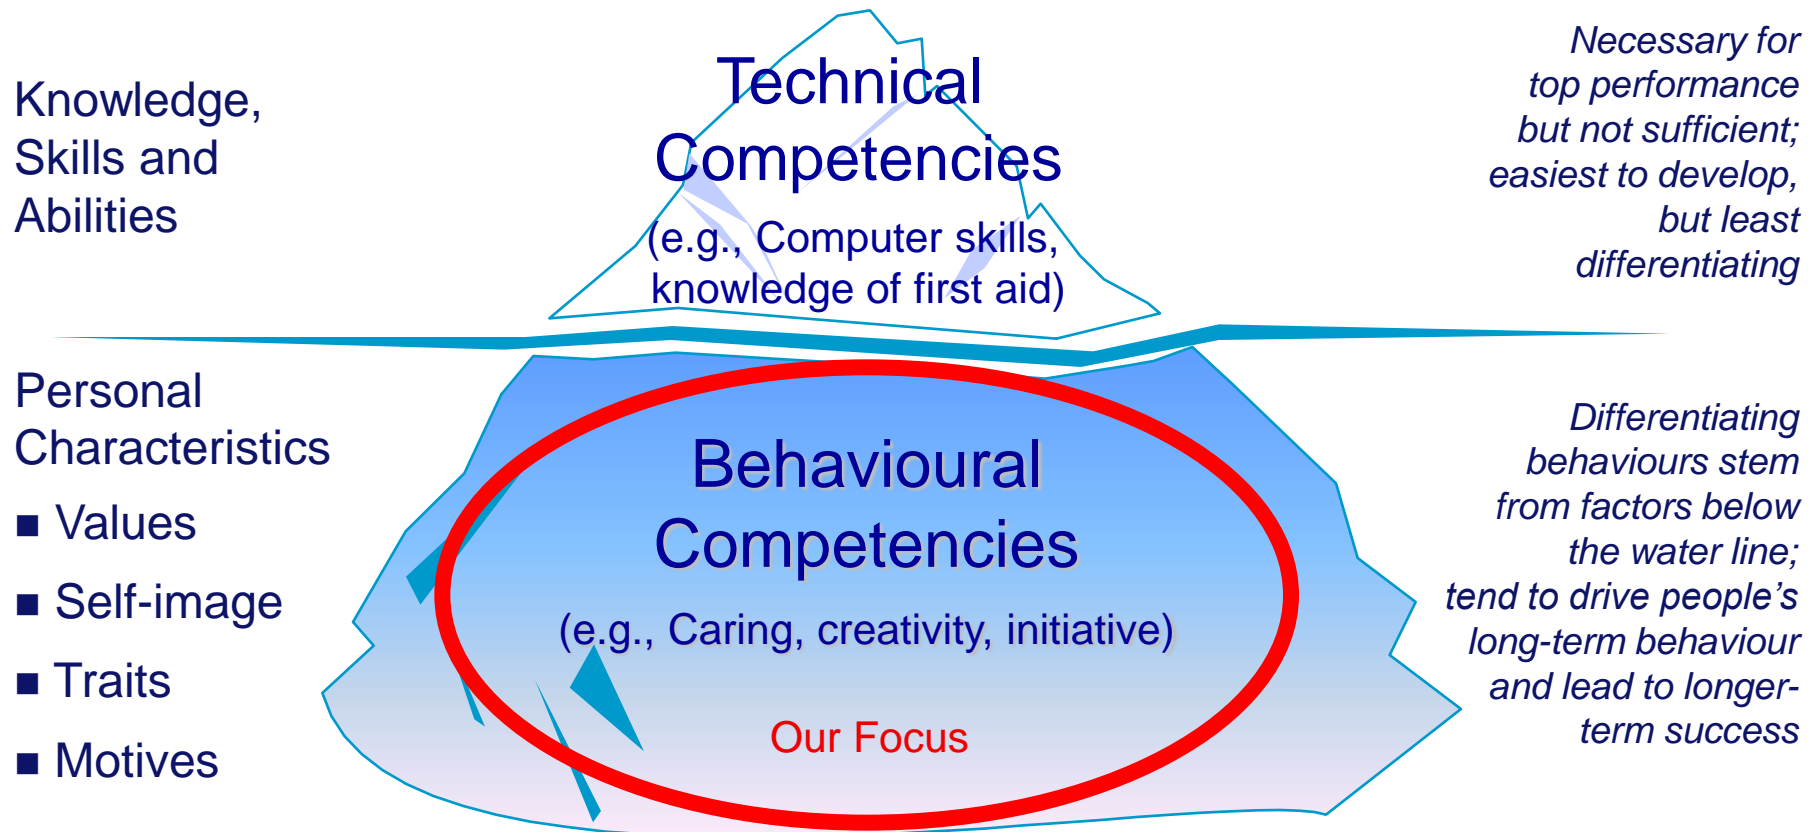 Knowledge,
Skills and
Abilities
Technical
Competencies
(e.g., Computer skills,
knowledge of first aid)
Necessary for
top performance
but not sufficient;
easiest to develop,
but least
differentiating
Personal
Characteristics
■ Values
■ Self-image
■ Traits
■ Motives
Behavioural
Competencies
(e.g., Caring, creativity, initiative)
Our Focus
Differentiating
behaviours stem
from factors below
the water line;
tend to drive people’s
long-term behaviour
and lead to longer-
term success